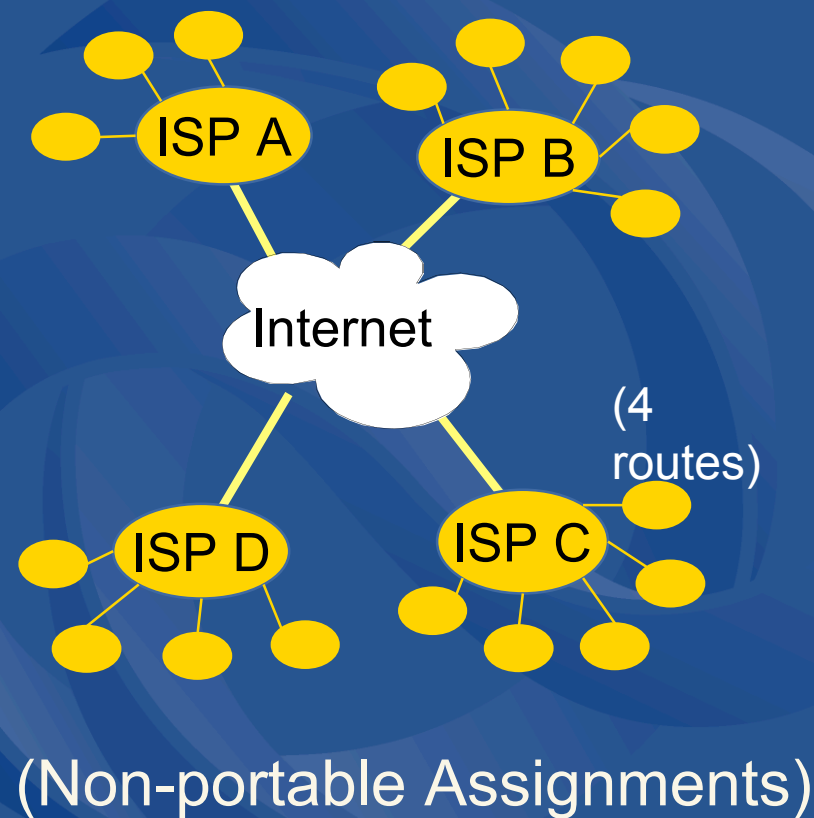 ISP A
ISP B
Internet
(4
routes)
ISP D
ISP C
(Non-portable Assignments)